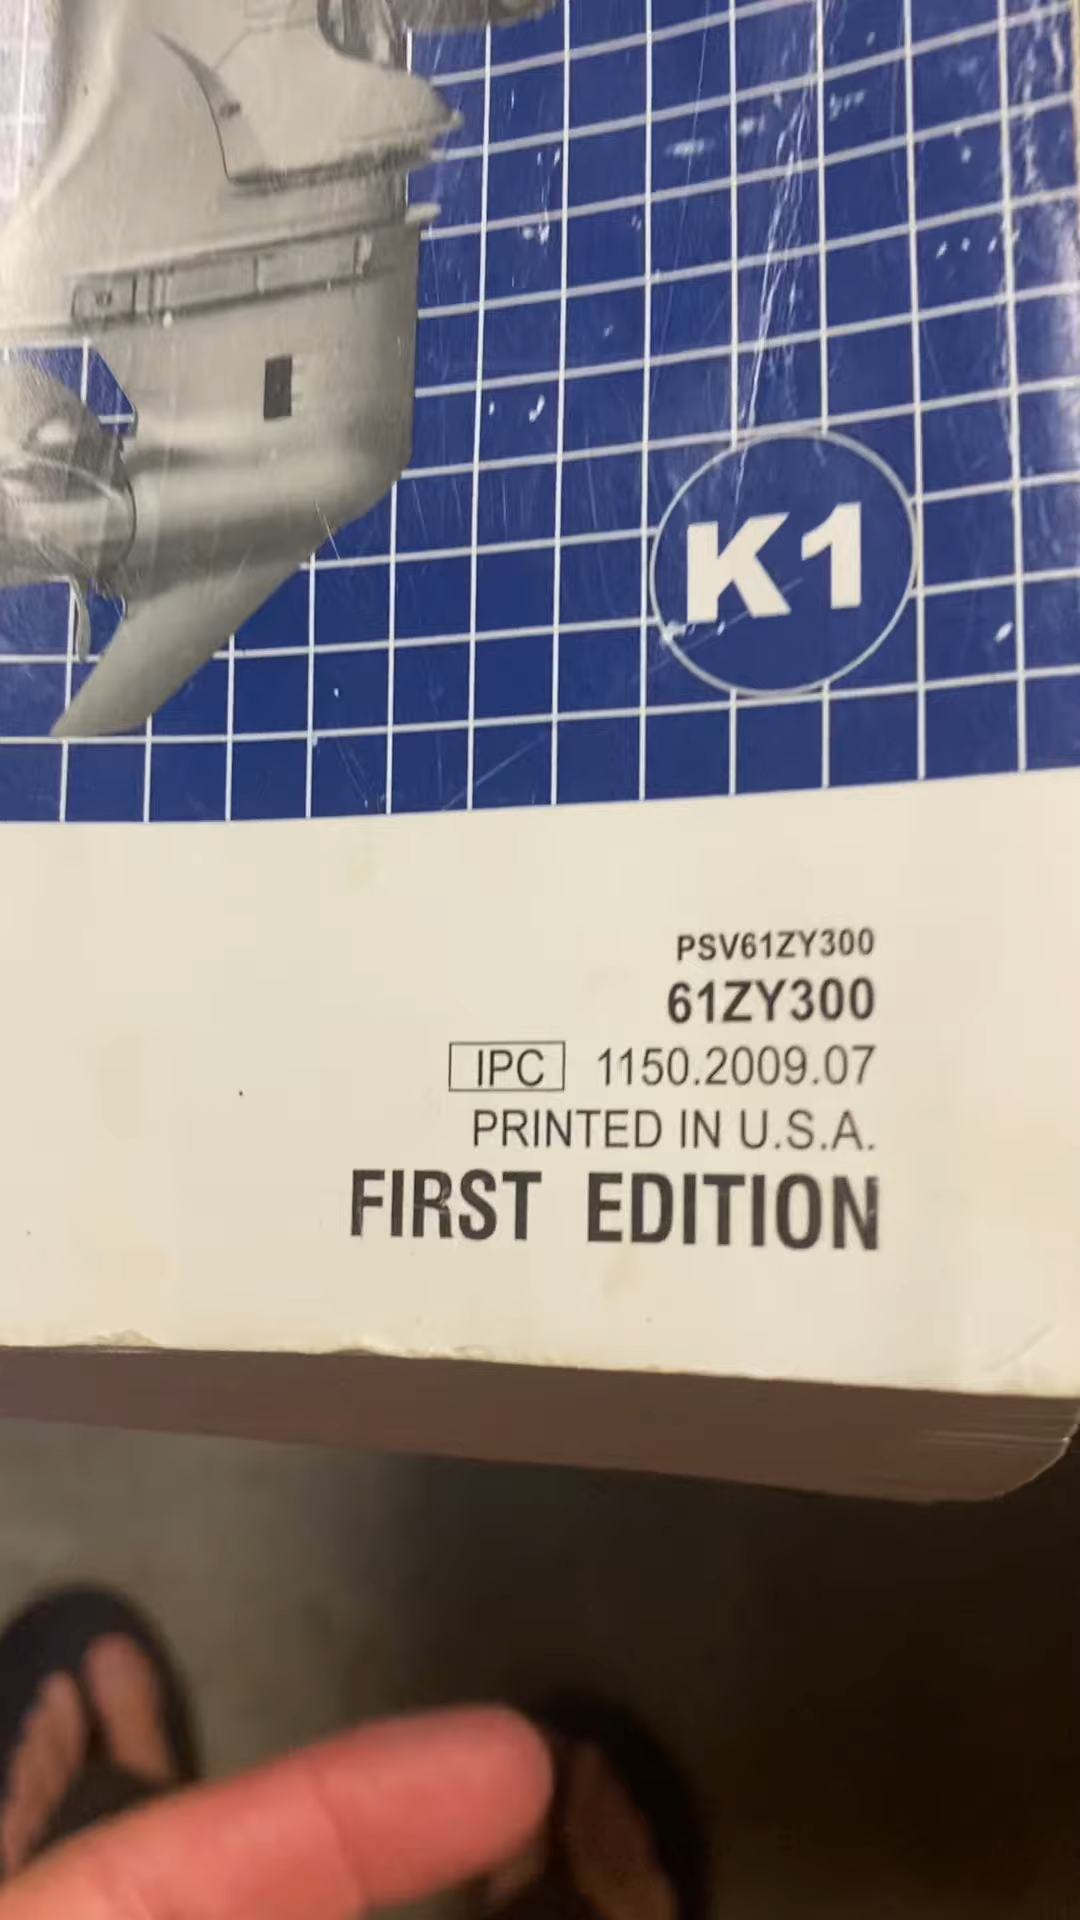 K1
PSV61ZY300
61ZY300
IPC 1150.2009.07
PRINTED IN U.S.A.
FIRST EDITION